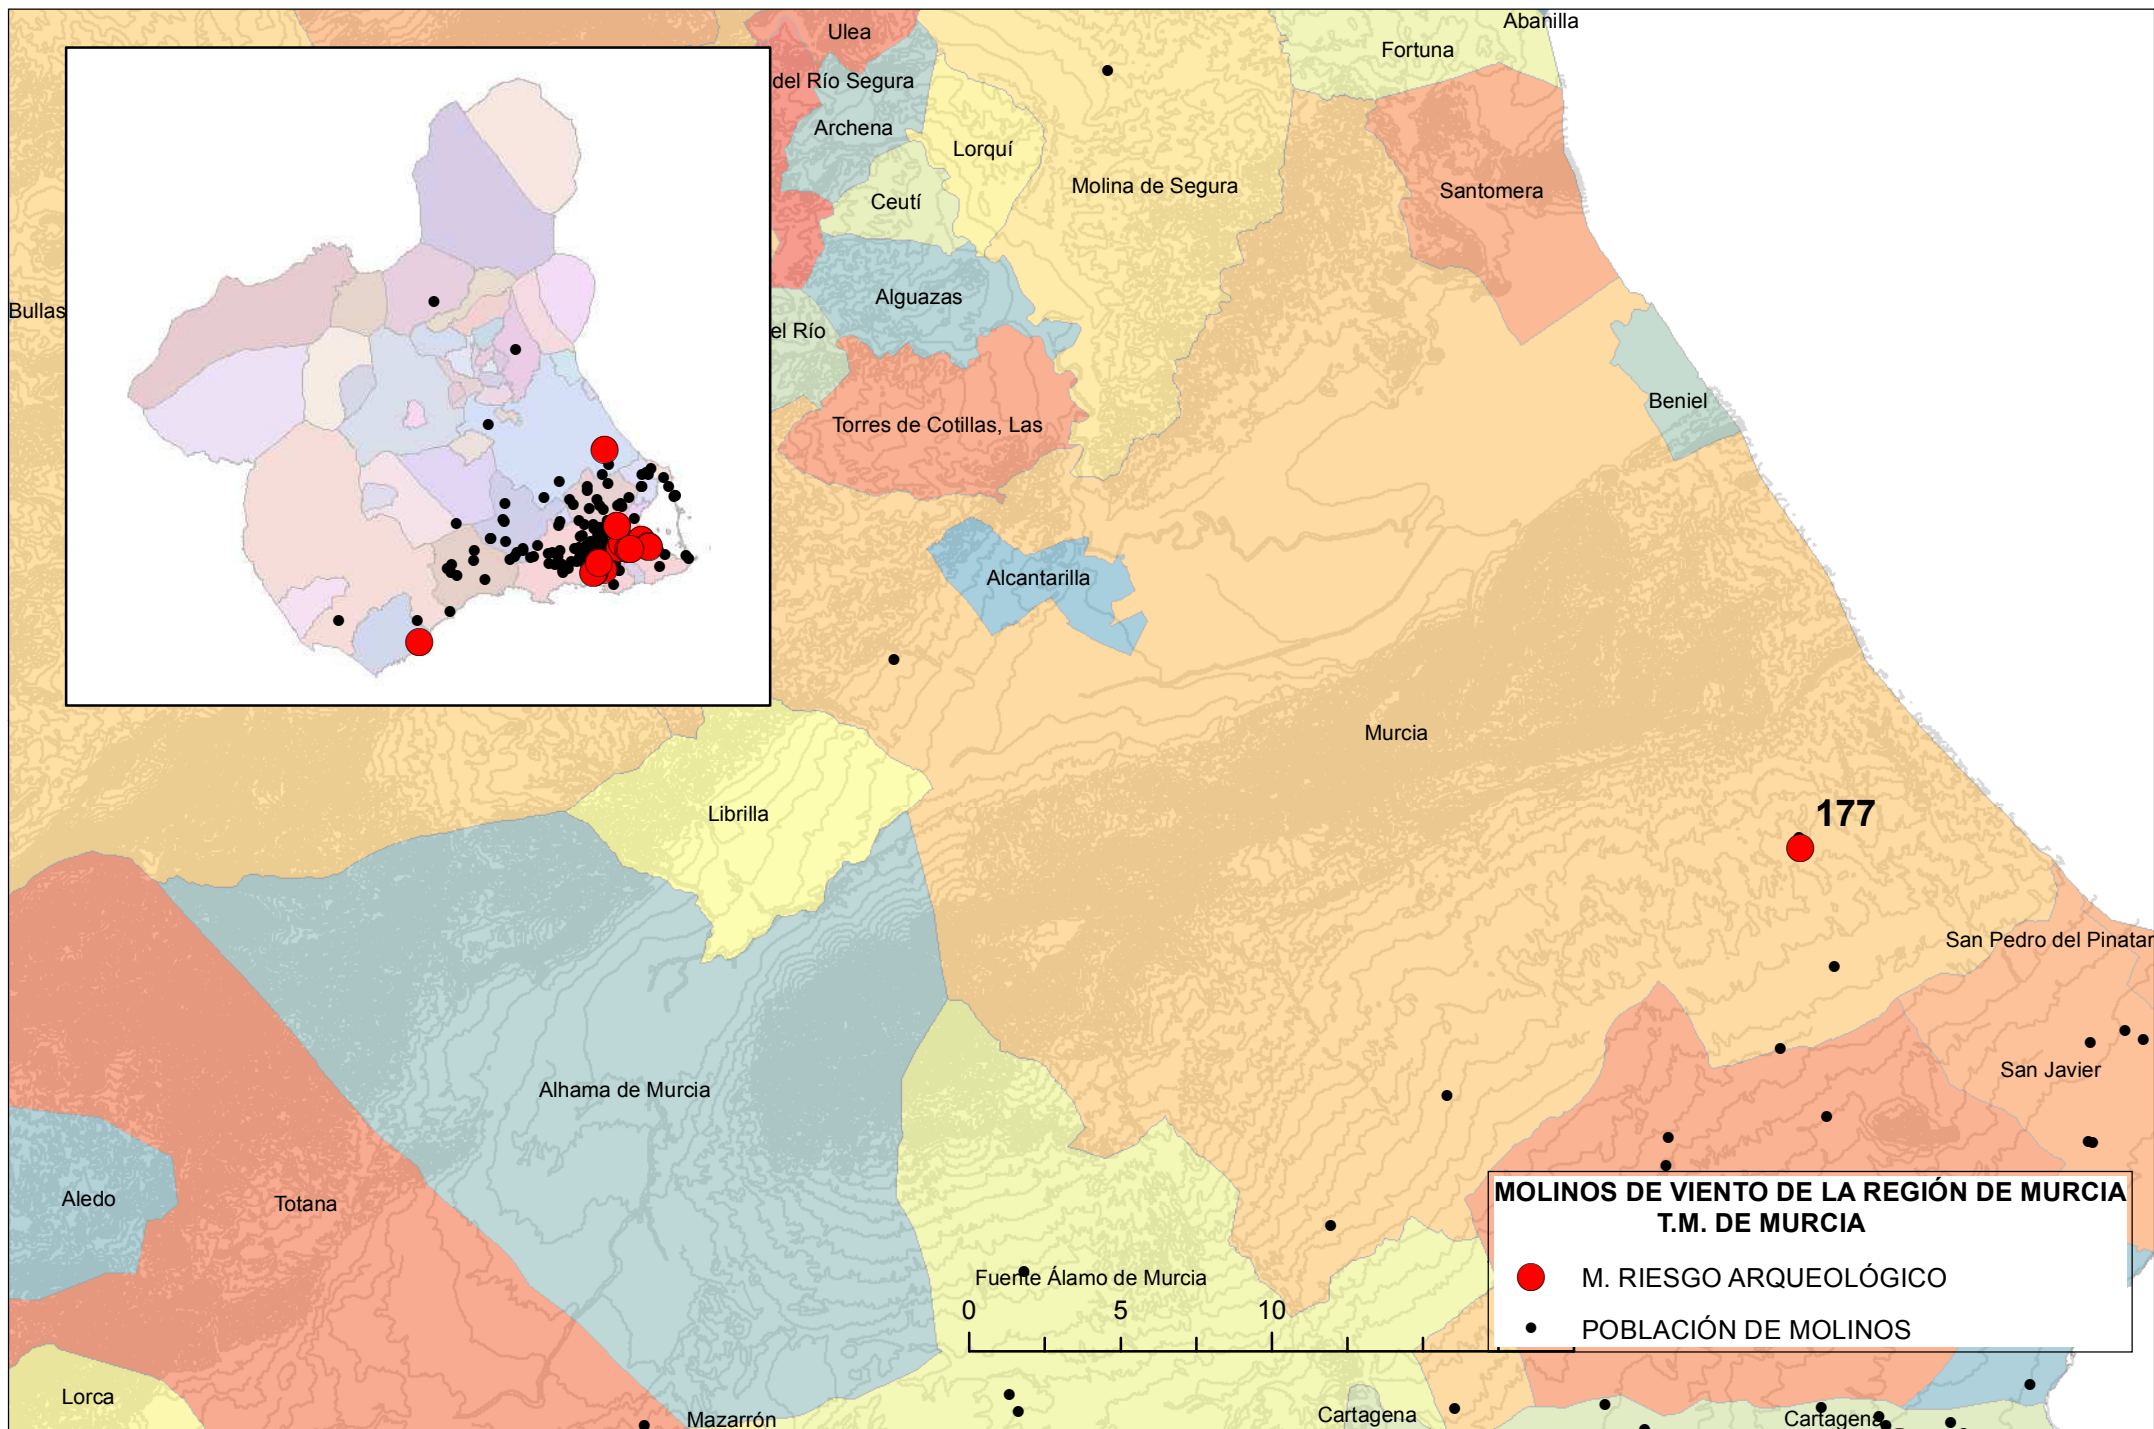 Abanilla
Ulea
Fortuna
del Río Segura
Archena
Lorquí
Molina de Segura
Santomera
Ceutí
Alguazas
Bullas
el Río
Beniel
Torres de Cotillas, Las
Alcantarilla
Murcia
Librilla
177
San Pedro del Pinatar
San Javier
Alhama de Murcia
Aledo
Totana
MOLINOS DE VIENTO DE LA REGIÓN DE MURCIA
T.M. DE MURCIA
M. RIESGO ARQUEOLÓGICO
POBLACIÓN DE MOLINOS
Fuente Álamo de Murcia
0 5 10
Lorca
Mazarrón
Cartagena
Cartagena